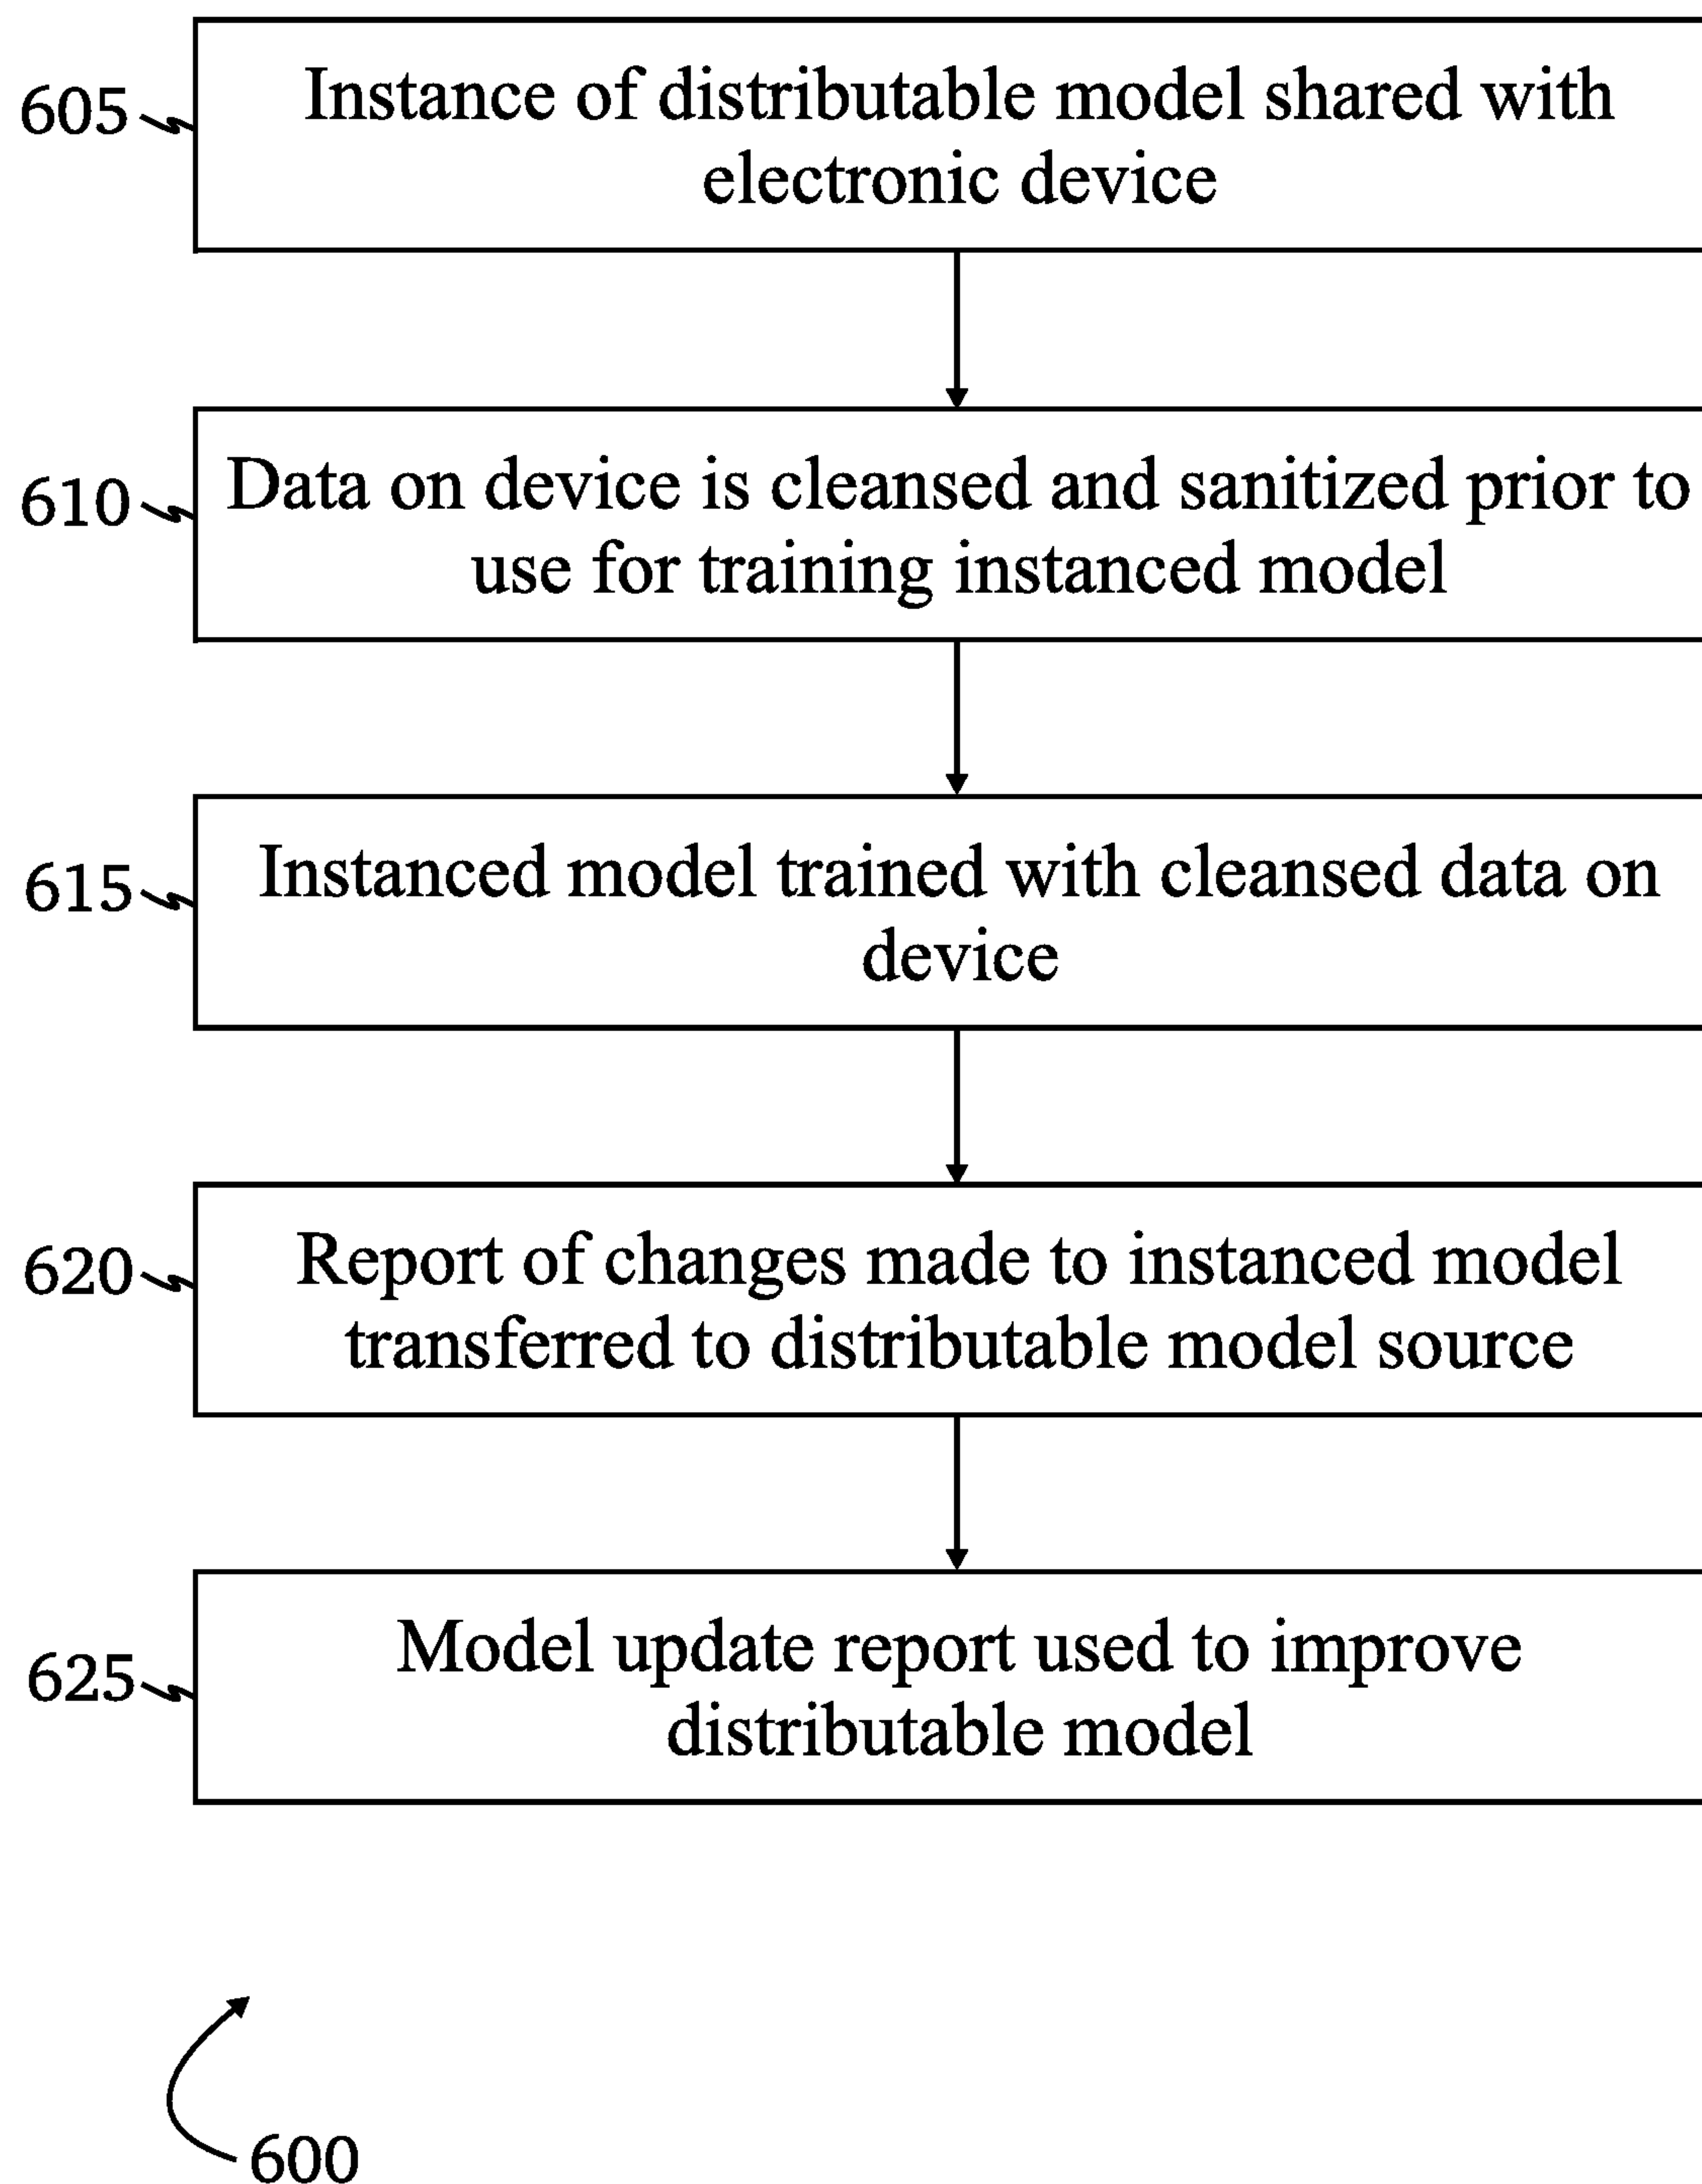 605
Instance of distributable model shared with
electronic device
610
Data on device is cleansed and sanitized prior to
use for training instanced model
615
Instanced model trained with cleansed data on
device
620
Report of changes made to instanced model
transferred to distributable model source
625
Model update report used to improve
distributable model
600